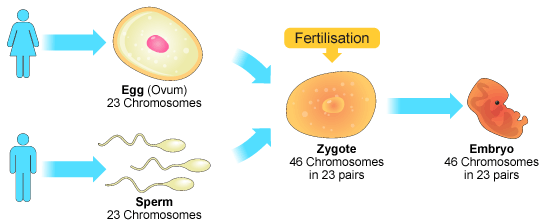 Fertilisation
Egg (Ovum)
23 Chromosomes
Sperm
23 Chromosomes
Zygote
46 Chromosomes
in 23 pairs
Embryo
46 Chromosomes
in 23 pairs